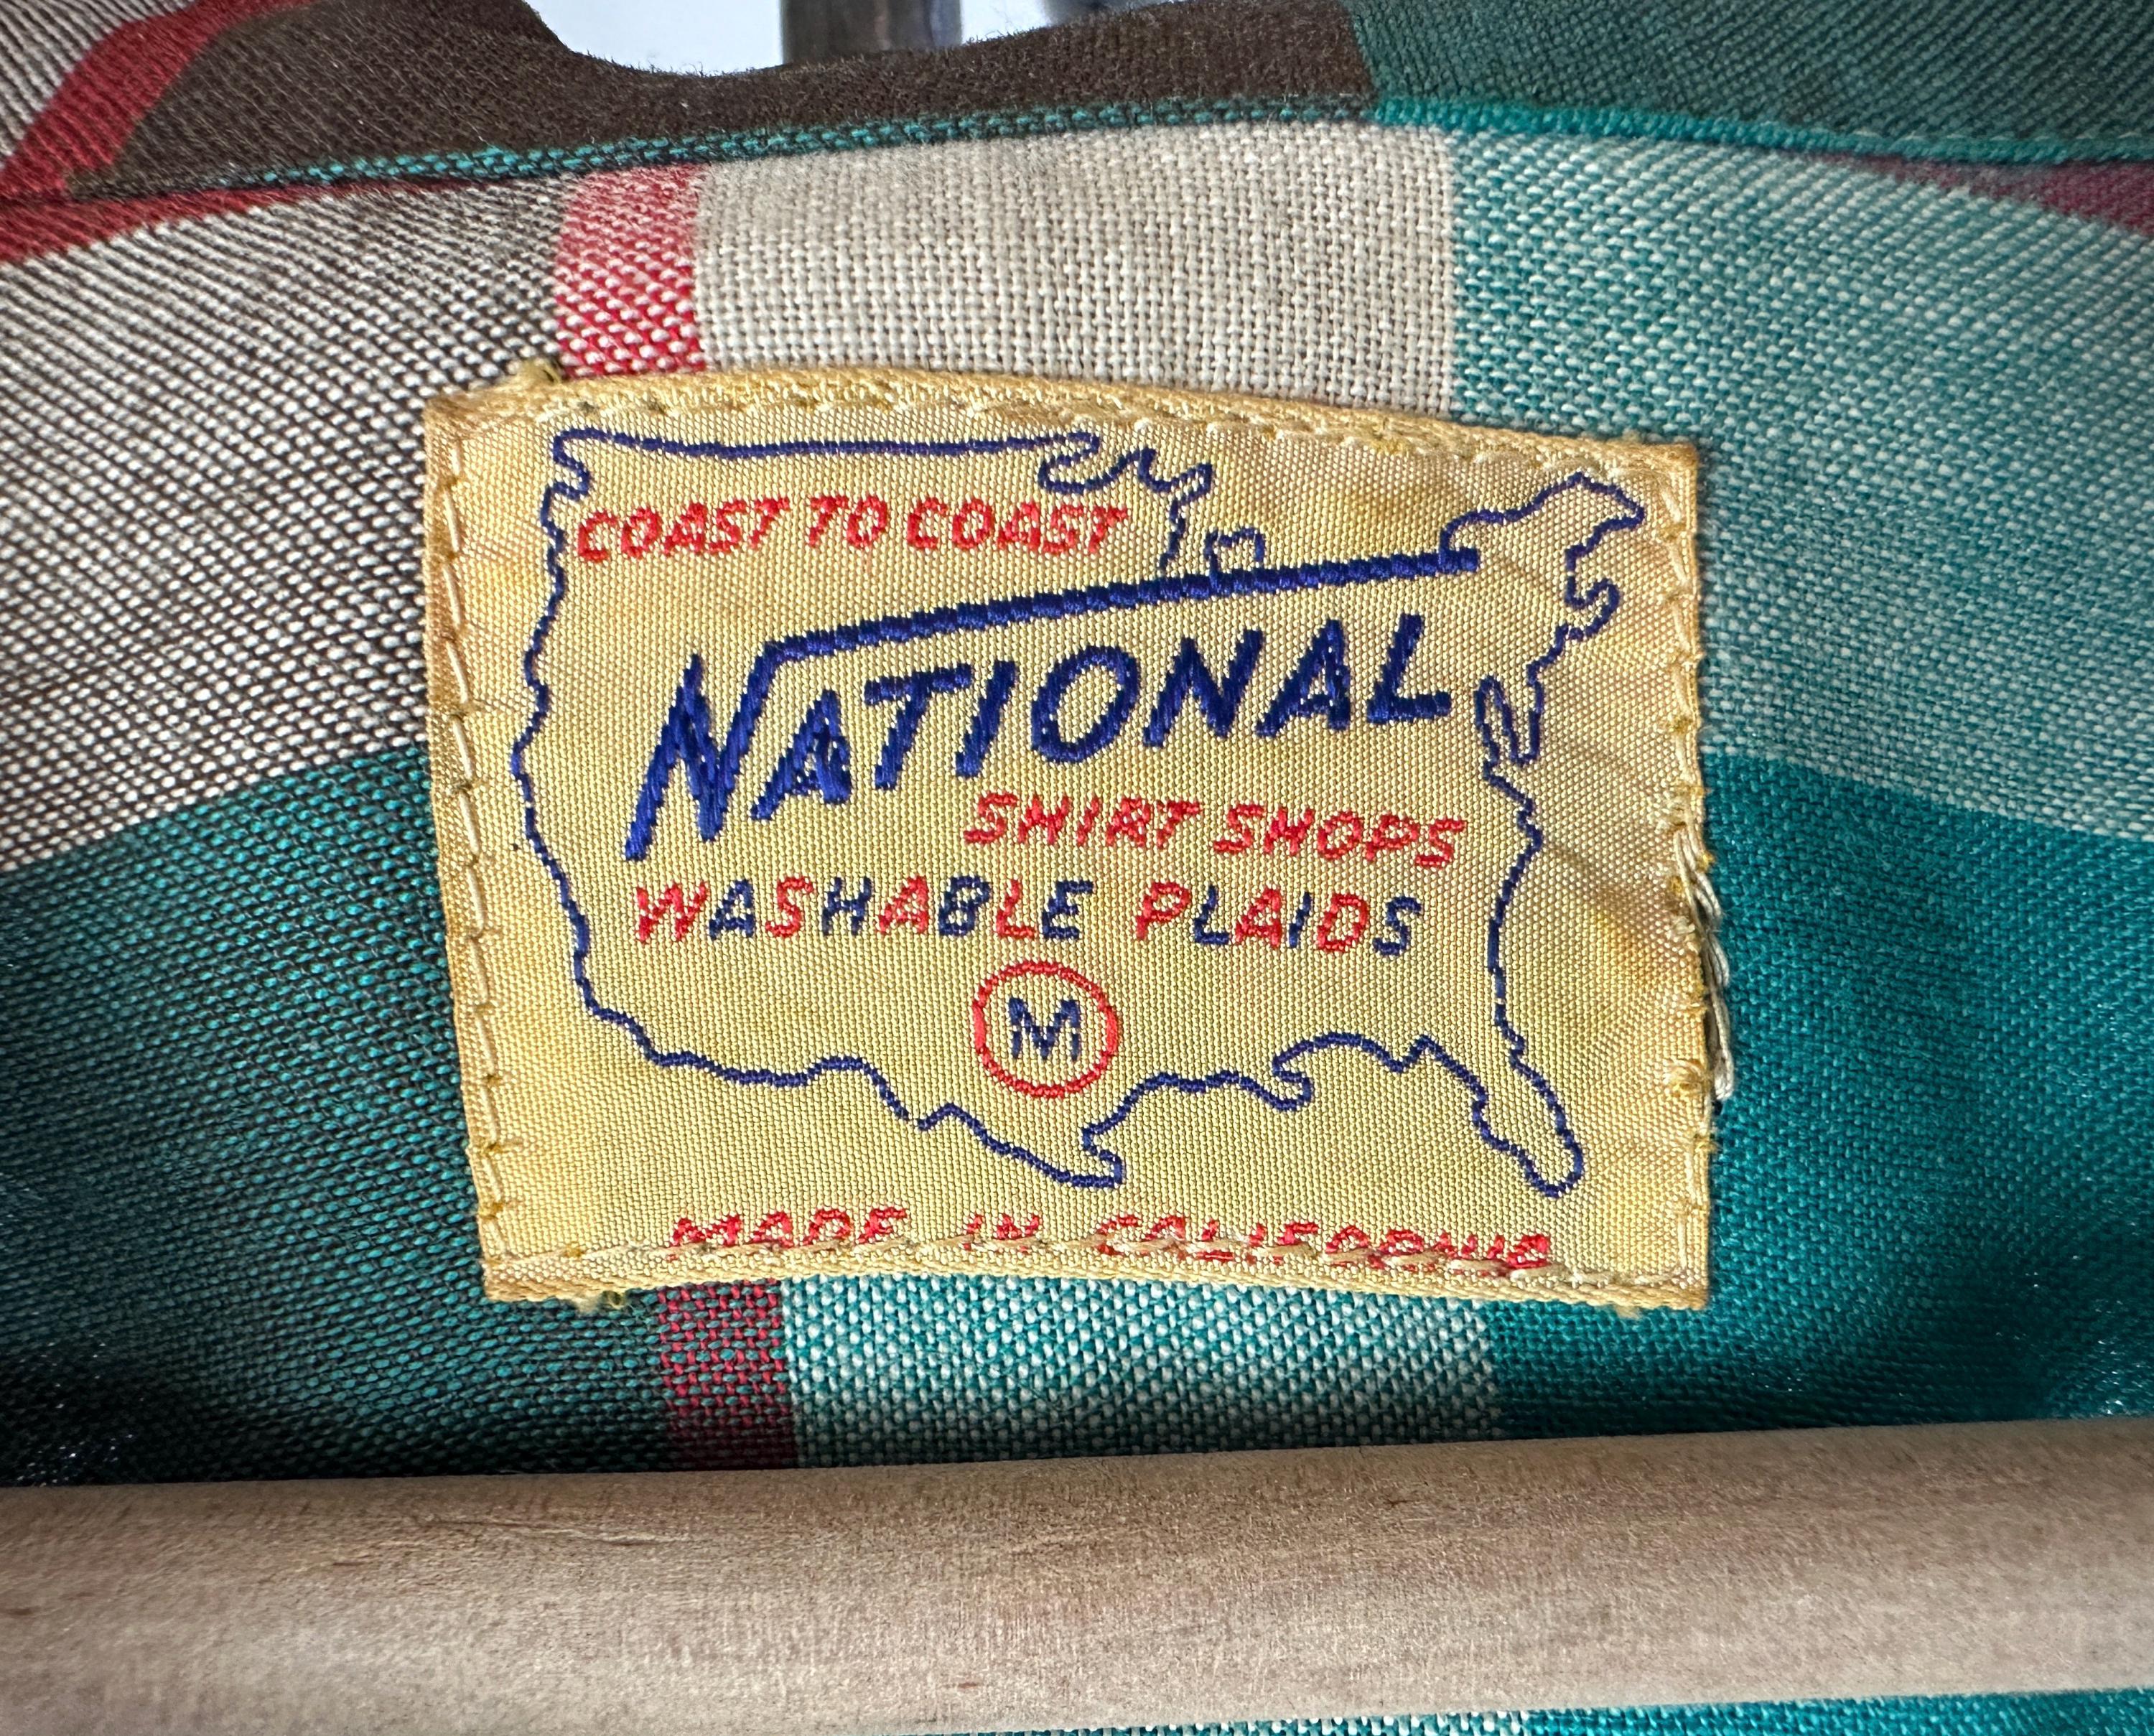 COAST TO COAST
NATIONAL
SHIRT SHOPS
WASHABLE PLAIDS
M
MADE IN CALIFORNIA